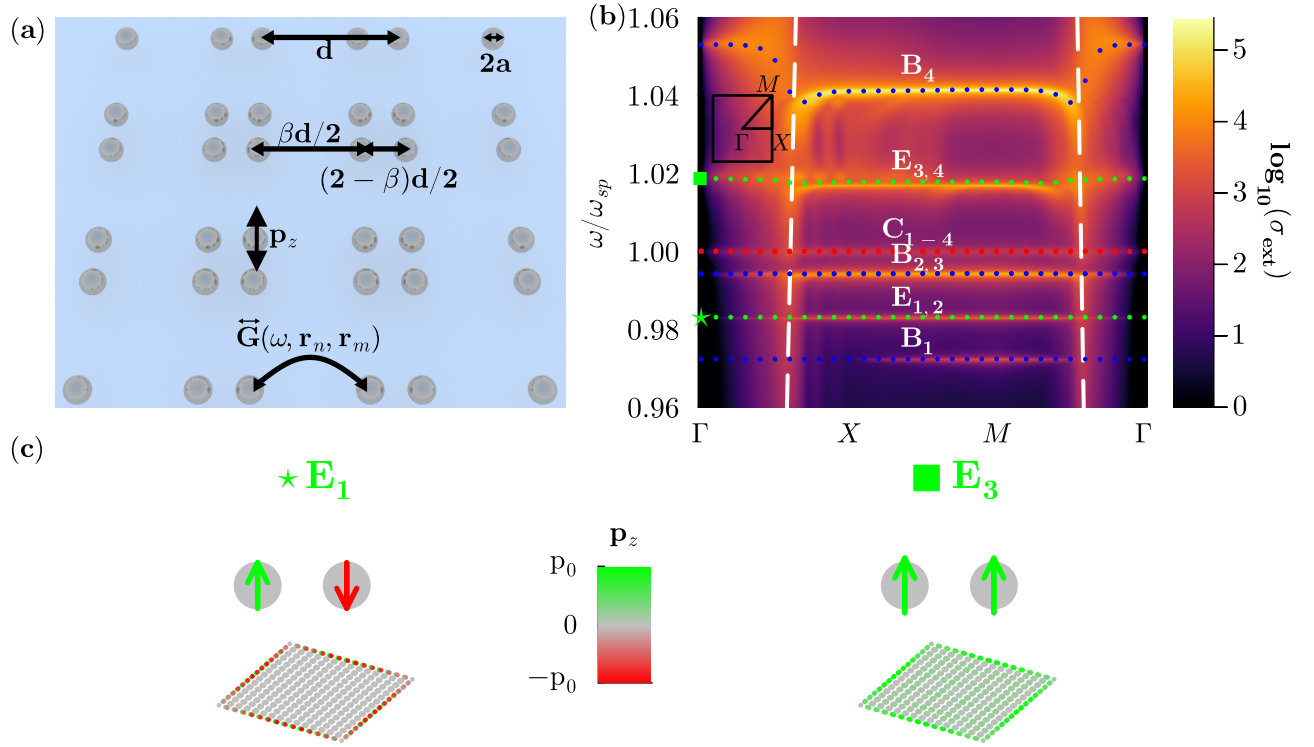 (a)
d
2a
βd/2
(2 − β)d/2
p_z
G(ω, r_n, r_m)
(b)
1.06
1.04
1.02
1.00
0.98
0.96
ω/ω_sp
B_4
M
Γ X
E_3,4
C_1−4
B_2,3
E_1,2
B_1
Γ X M Γ
5
4
3
2
1
0
log_10(σ_ext)
(c)
⋆ E_1
■ E_3
p_z
p_0
0
−p_0